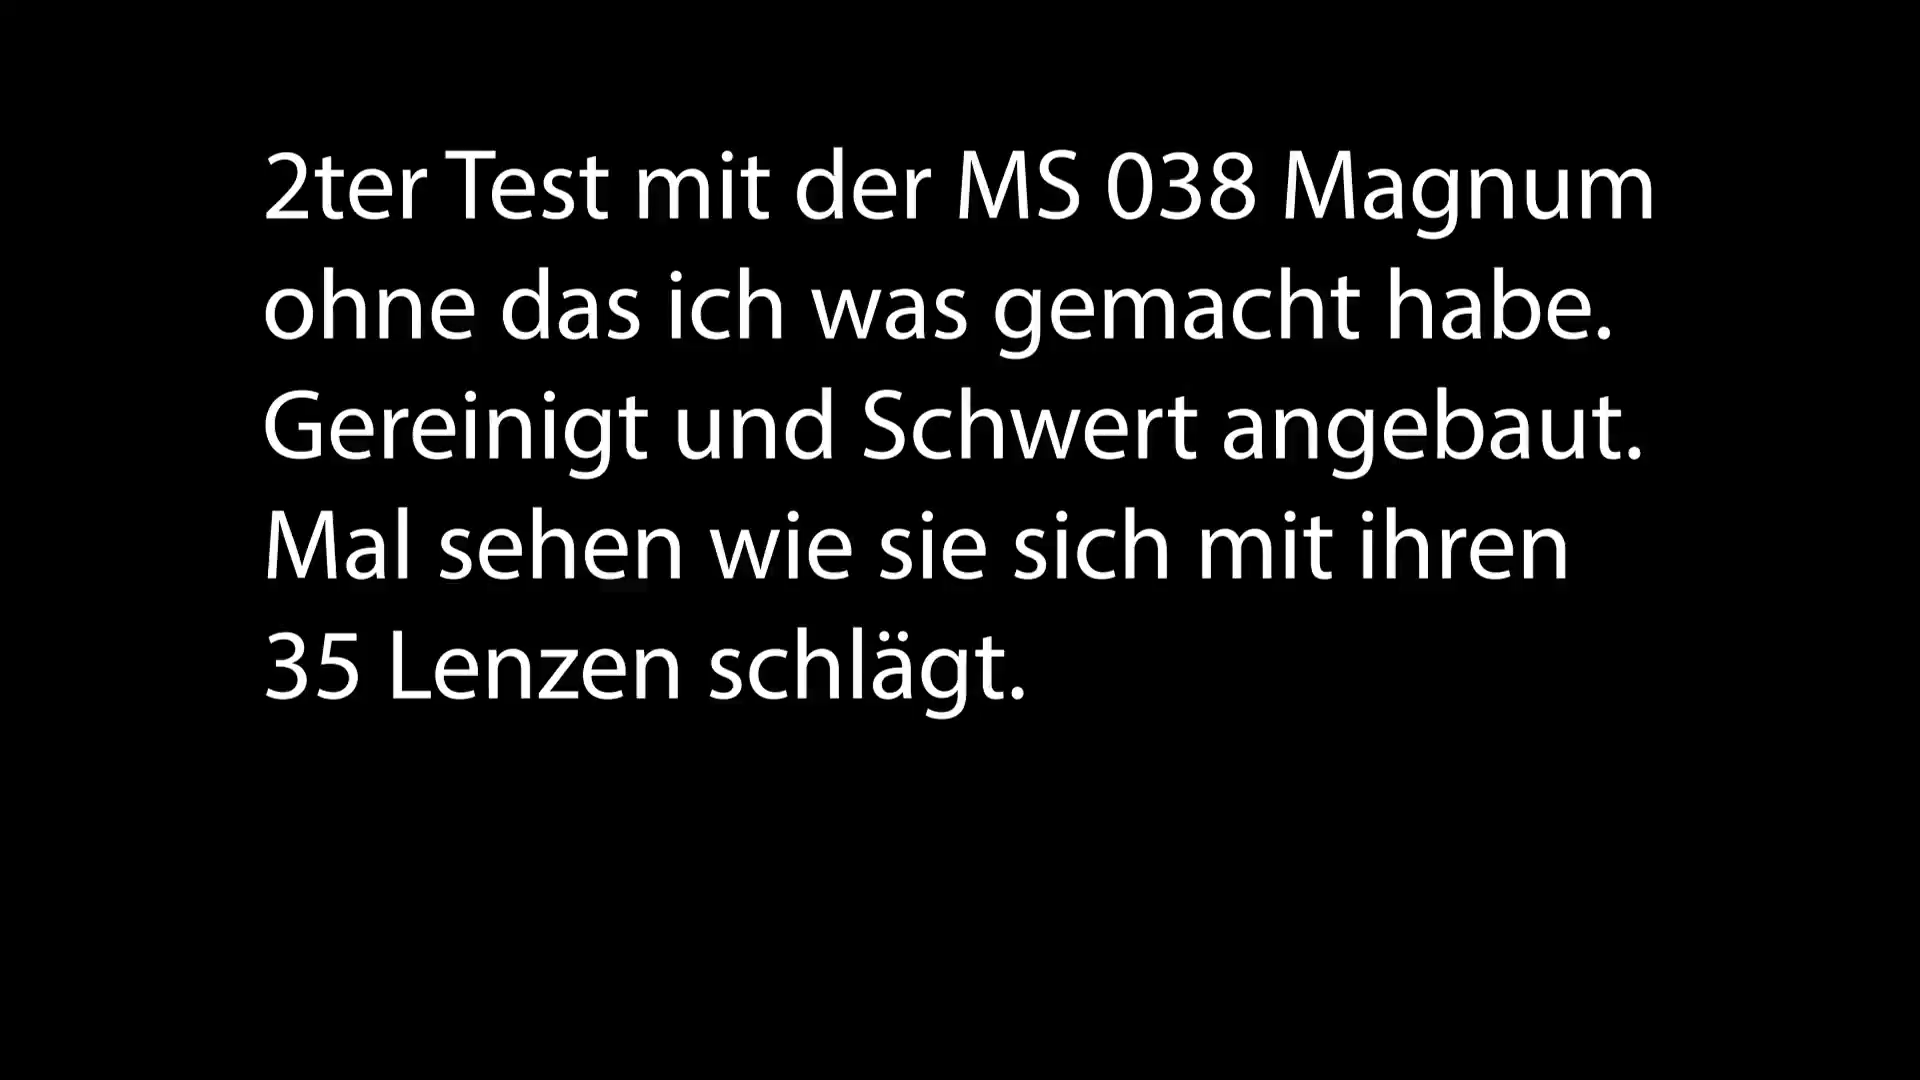 2ter Test mit der MS 038 Magnum
ohne das ich was gemacht habe.
Gereinigt und Schwert angebaut.
Mal sehen wie sie sich mit ihren
35 Lenzen schlägt.